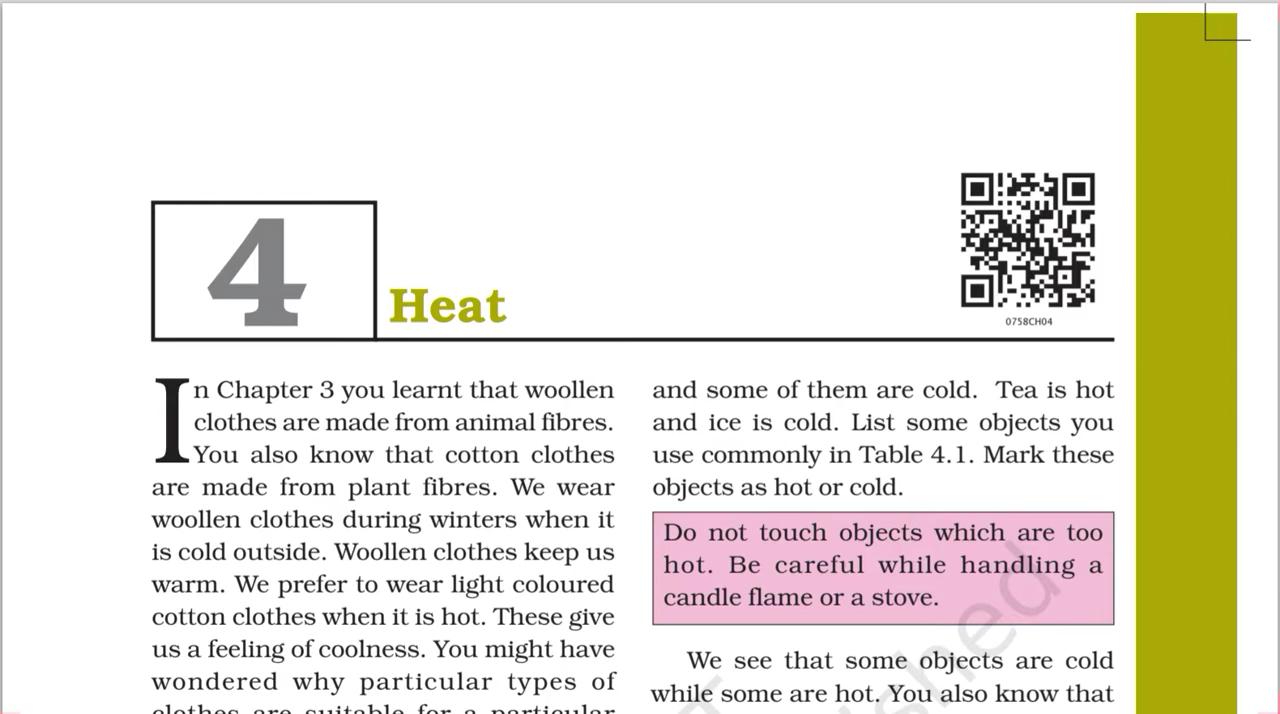 4
Heat
0758CH04
In Chapter 3 you learnt that woollen
clothes are made from animal fibres.
You also know that cotton clothes
are made from plant fibres. We wear
woollen clothes during winters when it
is cold outside. Woollen clothes keep us
warm. We prefer to wear light coloured
cotton clothes when it is hot. These give
us a feeling of coolness. You might have
wondered why particular types of
clothes are suitable for a particular
and some of them are cold. Tea is hot
and ice is cold. List some objects you
use commonly in Table 4.1. Mark these
objects as hot or cold.
Do not touch objects which are too
hot. Be careful while handling a
candle flame or a stove.
We see that some objects are cold
while some are hot. You also know that